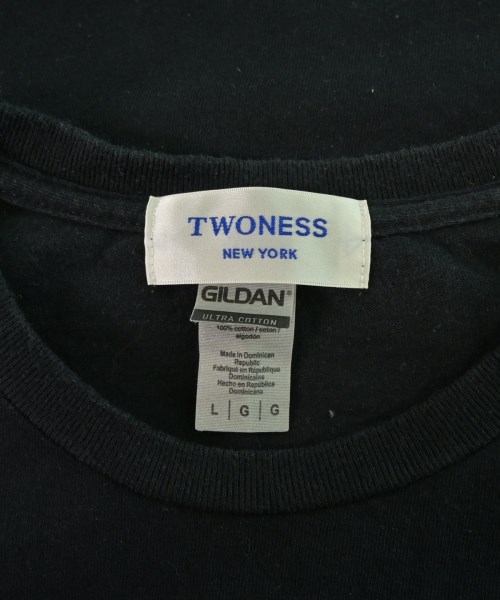 TWONESS
NEW YORK
GILDAN®
ULTRA COTTON
100% cotton / coton /
algodon
Made in Dominican
Republic
Fabriqué en République
Dominicaine
Hecho en República
Dominicana
L G G